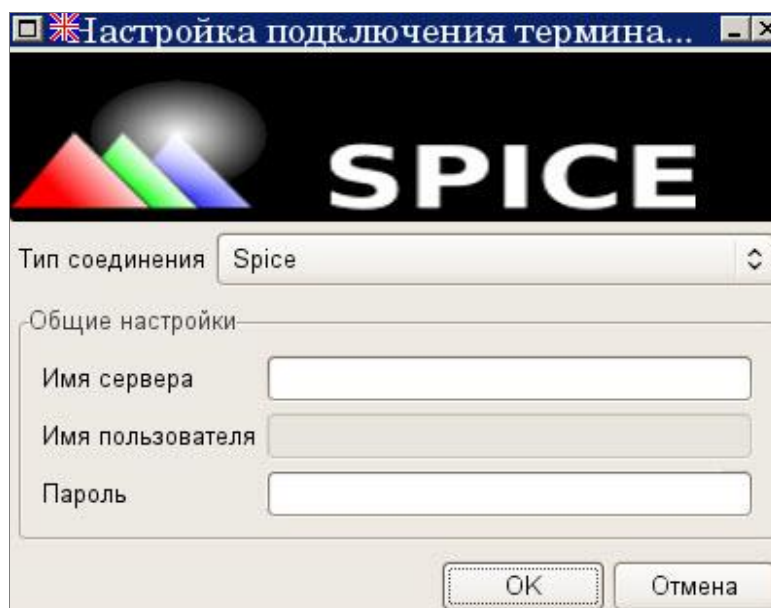 Настройка подключения термина...
SPICE
Тип соединения Spice
Общие настройки
Имя сервера
Имя пользователя
Пароль
OK Отмена